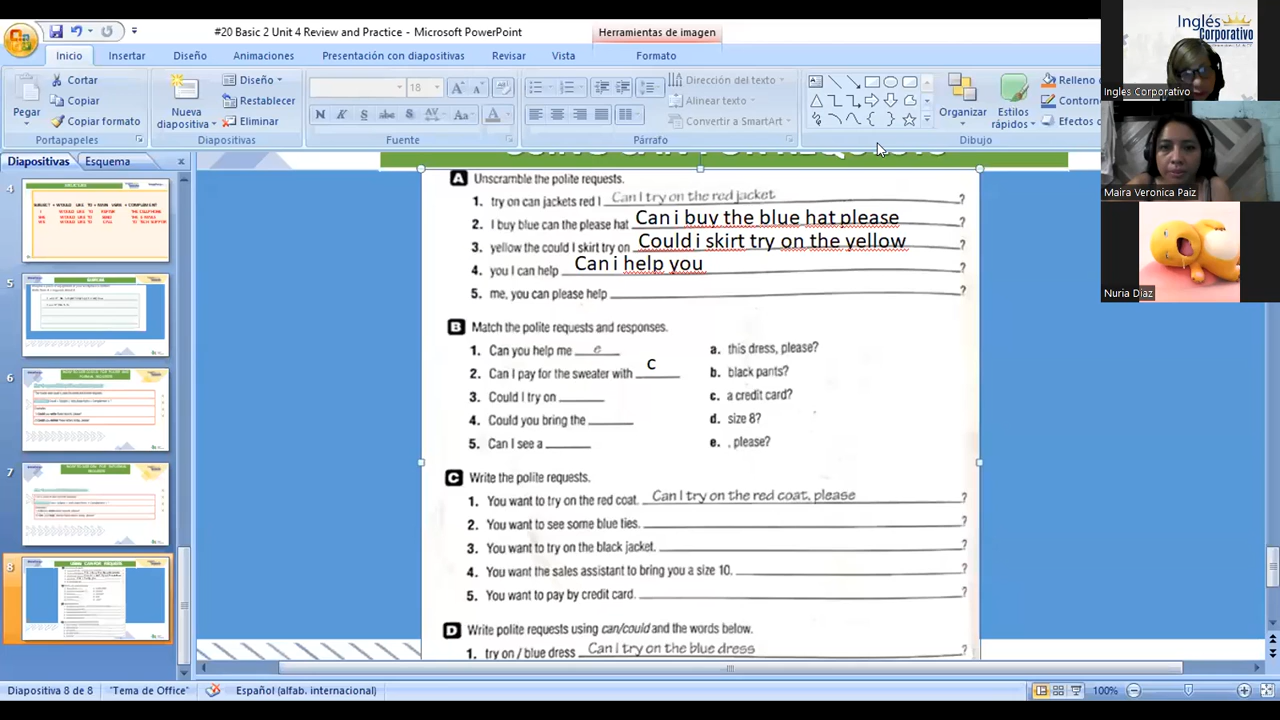 #20 Basic 2 Unit 4 Review and Practice - Microsoft PowerPoint
Herramientas de imagen
Inicio Insertar Diseño Animaciones Presentación con diapositivas Revisar Vista Formato
Pegar
Cortar
Copiar
Copiar formato
Portapapeles
Nueva diapositiva
Diseño
Restablecer
Eliminar
Diapositivas
18
Fuente
Párrafo
Dirección del texto
Alinear texto
Convertir a SmartArt
Organizar
Estilos rápidos
Relleno
Contorn
Efectos
Dibujo
Inglés
Corporativo
Ingles Corporativo
Maira Veronica Paiz
Nuria Diaz
Diapositivas Esquema
4
5
6
7
8
A Unscramble the polite requests.
1. try on can jackets red I Can I try on the red jacket ?
2. I buy blue can the please hat Can i buy the blue hat please ?
3. yellow the could I skirt try on Could i skirt try on the yellow ?
4. you I can help Can i help you ?
5. me, you can please help ?
B Match the polite requests and responses.
1. Can you help me e a. this dress, please?
2. Can I pay for the sweater with C b. black pants?
3. Could I try on c. a credit card?
4. Could you bring the d. size 8?
5. Can I see a e. , please?
C Write the polite requests.
1. You want to try on the red coat. Can I try on the red coat, please ?
2. You want to see some blue ties. ?
3. You want to try on the black jacket. ?
4. You want the sales assistant to bring you a size 10. ?
5. You want to pay by credit card. ?
D Write polite requests using can/could and the words below.
1. try on / blue dress Can I try on the blue dress ?
Diapositiva 8 de 8 "Tema de Office" Español (alfab. internacional) 100%